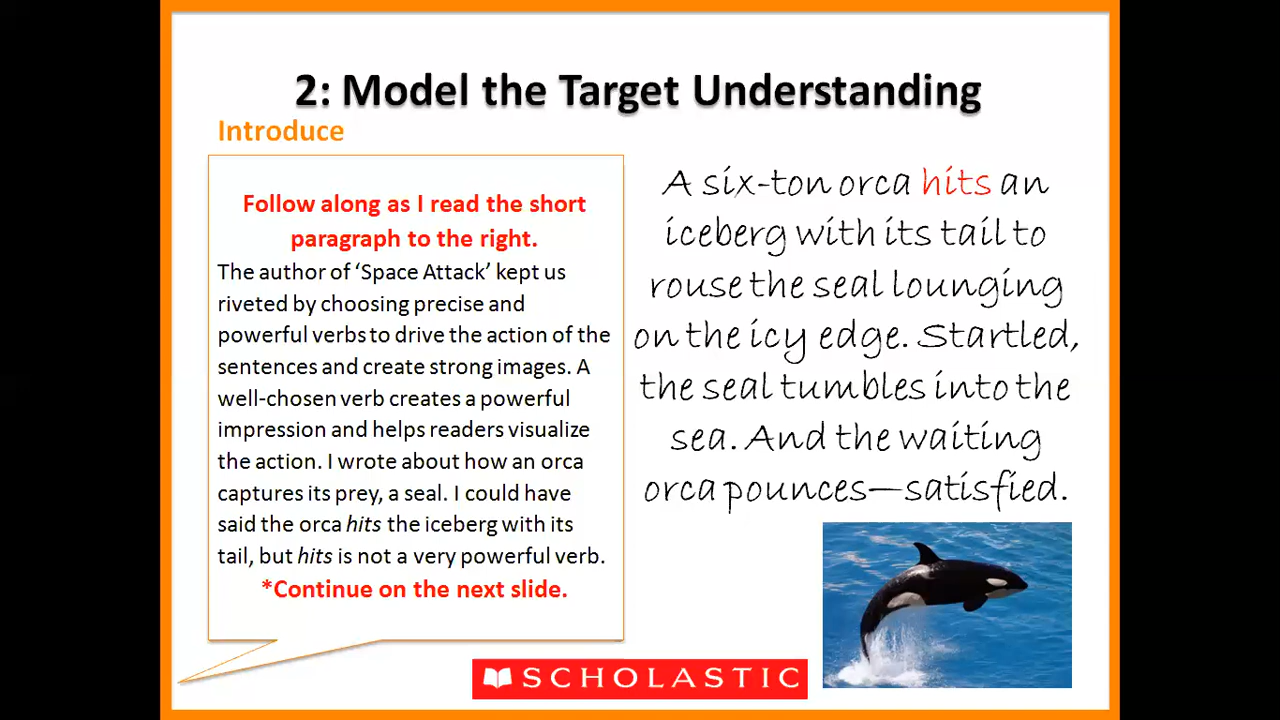 2: Model the Target Understanding
Introduce
Follow along as I read the short
paragraph to the right.
The author of ‘Space Attack’ kept us
riveted by choosing precise and
powerful verbs to drive the action of the
sentences and create strong images. A
well-chosen verb creates a powerful
impression and helps readers visualize
the action. I wrote about how an orca
captures its prey, a seal. I could have
said the orca hits the iceberg with its
tail, but hits is not a very powerful verb.
*Continue on the next slide.
A six-ton orca hits an
iceberg with its tail to
rouse the seal lounging
on the icy edge. Startled,
the seal tumbles into the
sea. And the waiting
orca pounces—satisfied.
SCHOLASTIC